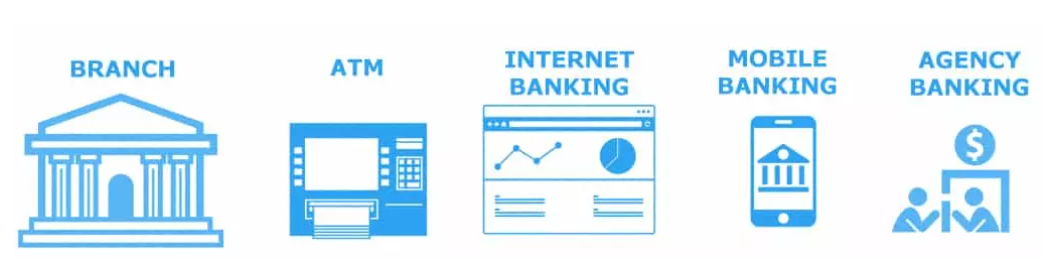 BRANCH
ATM
INTERNET
BANKING
MOBILE
BANKING
AGENCY
BANKING
$